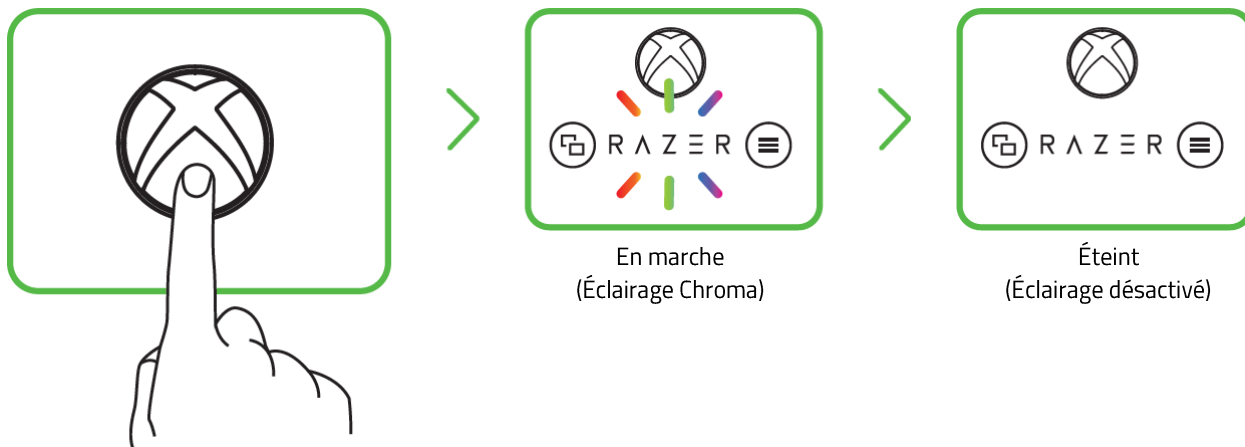 RAZER
RAZER
En marche
(Éclairage Chroma)
Éteint
(Éclairage désactivé)